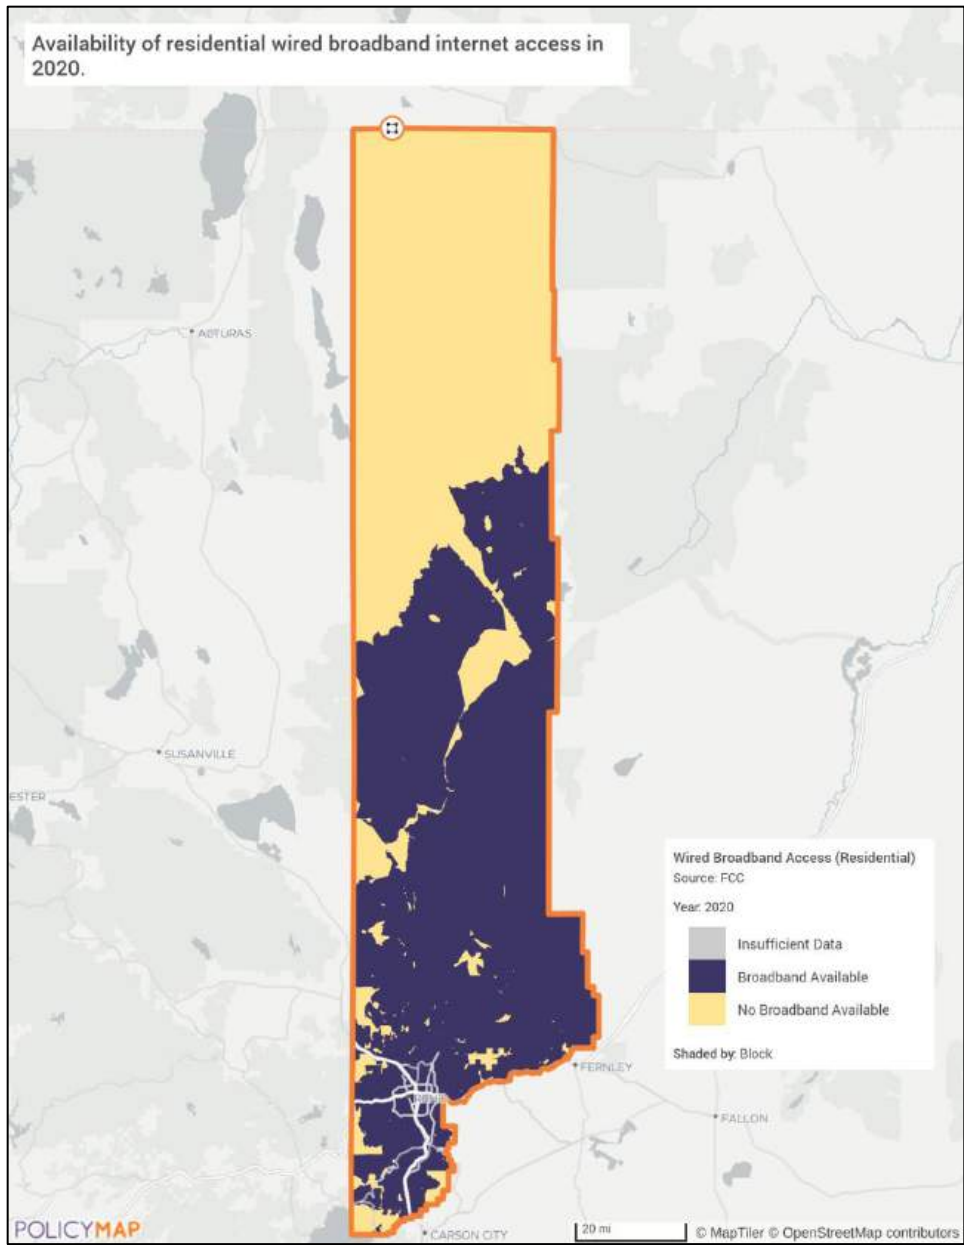 Availability of residential wired broadband internet access in
2020.
ALTURAS
SUSANVILLE
ESTER
Wired Broadband Access (Residential)
Source: FCC
Year: 2020
Insufficient Data
Broadband Available
No Broadband Available
Shaded by: Block
FERNLEY
RENO
FALLON
CARSON CITY
20 mi
POLICYMAP
© MapTiler © OpenStreetMap contributors